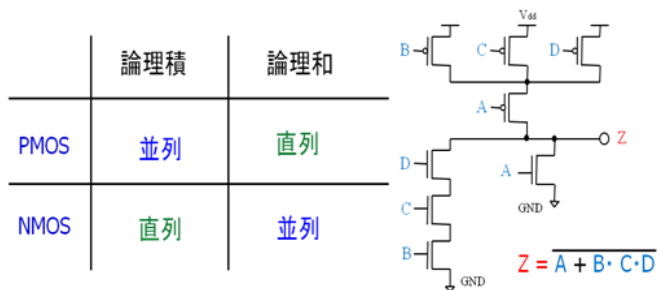 論理積 論理和
PMOS 並列 直列
NMOS 直列 並列
Vdd
B C D
A
Z
D
A
C
GND
B
GND
Z = A + B· C·D